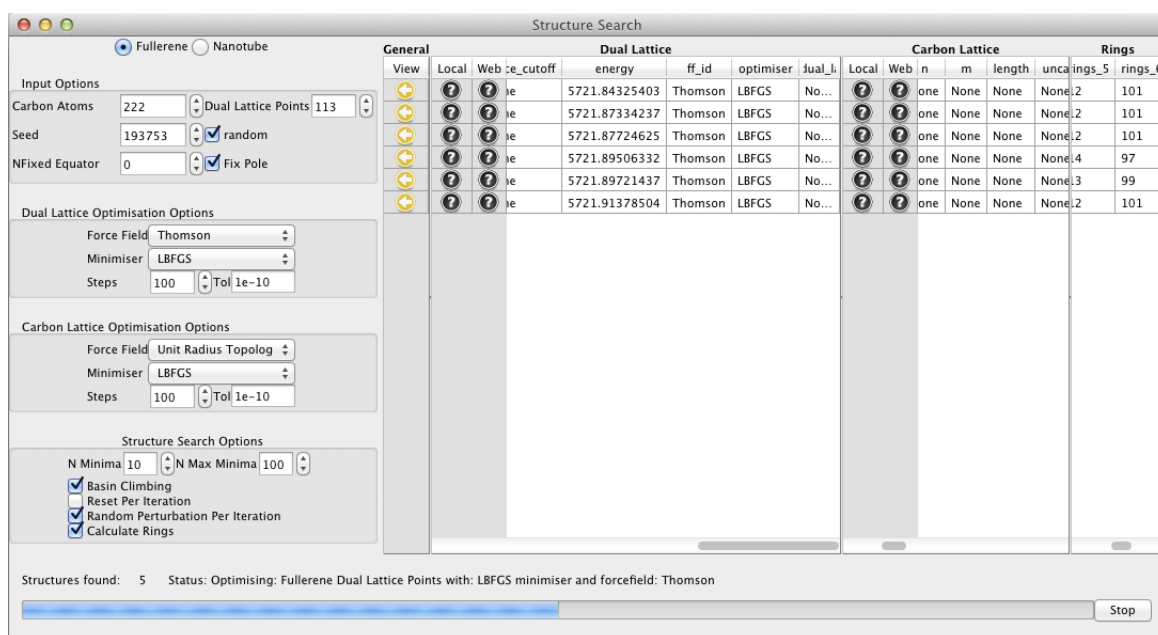 Structure Search
Fullerene Nanotube
Input Options
Carbon Atoms 222 Dual Lattice Points 113
Seed 193753 random
NFixed Equator 0 Fix Pole
Dual Lattice Optimisation Options
Force Field Thomson
Minimiser LBFGS
Steps 100 Tol 1e-10
Carbon Lattice Optimisation Options
Force Field Unit Radius Topolog
Minimiser LBFGS
Steps 100 Tol 1e-10
Structure Search Options
N Minima 10 N Max Minima 100
Basin Climbing
Reset Per Iteration
Random Perturbation Per Iteration
Calculate Rings
General Dual Lattice Carbon Lattice Rings
View Local Web ce_cutoff energy ff_id optimiser dual_la Local Web n m length unca ings_5 rings_6
ne 5721.84325403 Thomson LBFGS No... one None None None 12 101
ne 5721.87334237 Thomson LBFGS No... one None None None 12 101
ne 5721.87724625 Thomson LBFGS No... one None None None 12 101
ne 5721.89506332 Thomson LBFGS No... one None None None 14 97
ne 5721.89721437 Thomson LBFGS No... one None None None 13 99
ne 5721.91378504 Thomson LBFGS No... one None None None 12 101
Structures found: 5 Status: Optimising: Fullerene Dual Lattice Points with: LBFGS minimiser and forcefield: Thomson
Stop